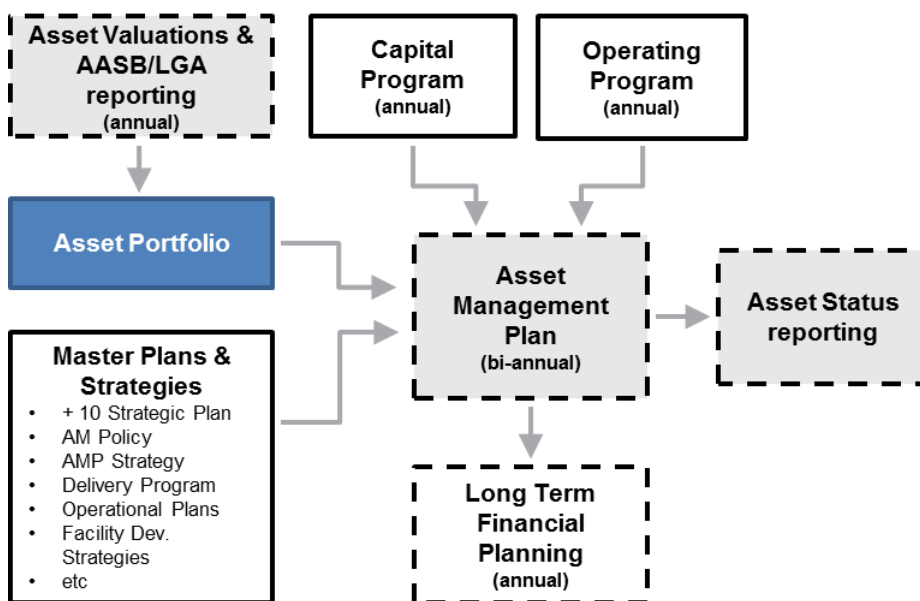 Asset Valuations &
AASB/LGA
reporting
(annual)
Capital
Program
(annual)
Operating
Program
(annual)
Asset Portfolio
Asset
Management
Plan
(bi-annual)
Asset Status
reporting
Master Plans &
Strategies
• + 10 Strategic Plan
• AM Policy
• AMP Strategy
• Delivery Program
• Operational Plans
• Facility Dev.
Strategies
• etc
Long Term
Financial
Planning
(annual)